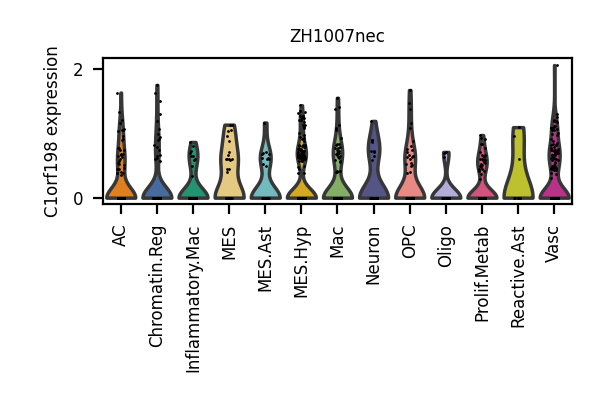 ZH1007nec
C1orf198 expression
2
0
AC
Chromatin.Reg
Inflammatory.Mac
MES
MES.Ast
MES.Hyp
Mac
Neuron
OPC
Oligo
Prolif.Metab
Reactive.Ast
Vasc